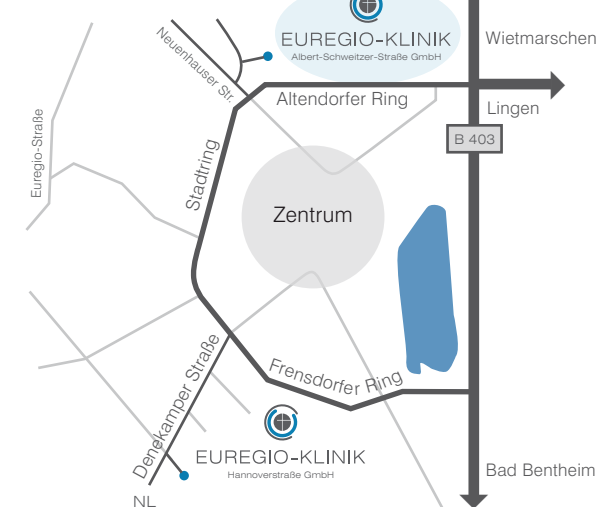 EUREGIO-KLINIK
Albert-Schweitzer-Straße GmbH
Wietmarschen
Neuenhauser Str.
Altendorfer Ring
Lingen
B 403
Euregio-Straße
Stadtring
Zentrum
Frensdorfer Ring
Denekamper Straße
EUREGIO-KLINIK
Hannoverstraße GmbH
Bad Bentheim
NL